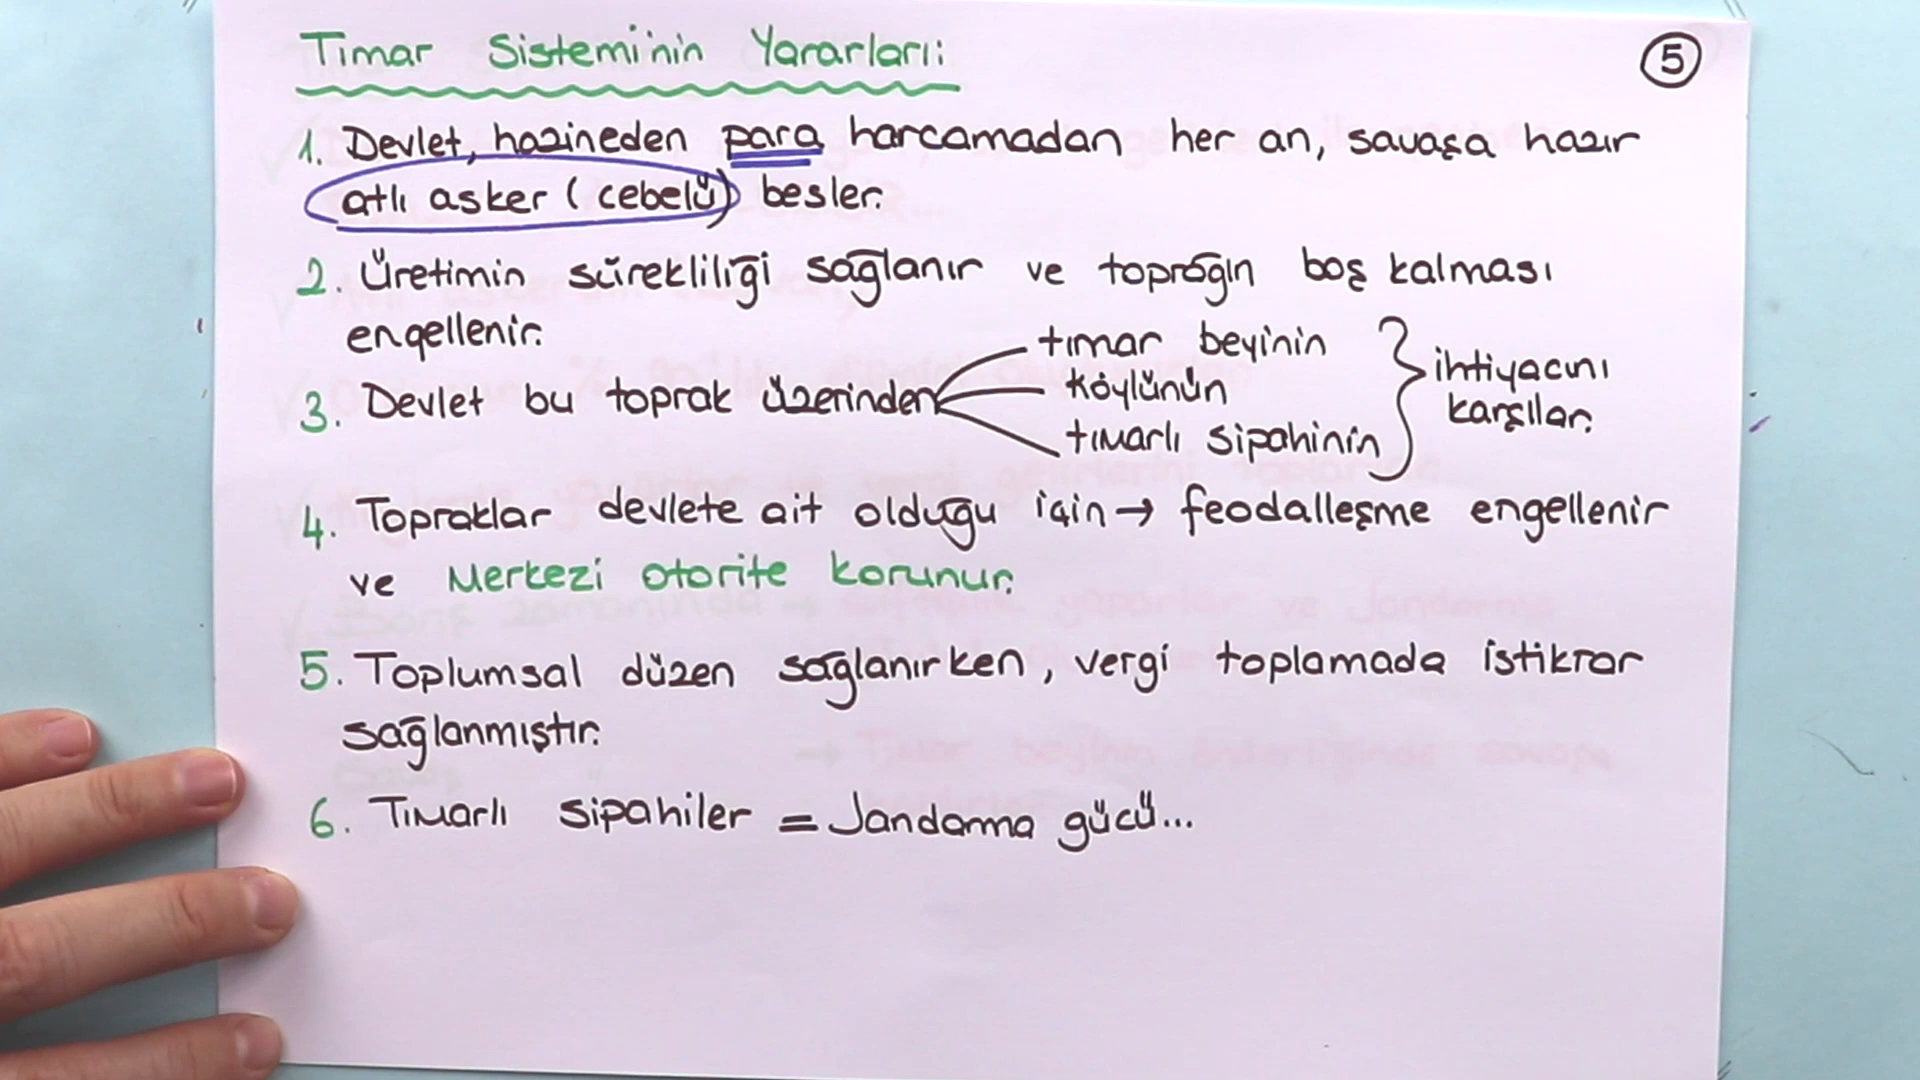 Tımar Sistemi'nin Yararları:
5
1. Devlet, hazineden para harcamadan her an, savaşa hazır
atlı asker (cebelü) besler.
2. Üretimin sürekliliği sağlanır ve toprağın boş kalması
engellenir.
3. Devlet bu toprak üzerinden
tımar beyinin
köylünün
tımarlı sipahinin
ihtiyacını
karşılar.
4. Topraklar devlete ait olduğu için → feodalleşme engellenir
ve Merkezi otorite korunur.
5. Toplumsal düzen sağlanırken, vergi toplamada istikrar
sağlanmıştır.
6. Tımarlı sipahiler = Jandarma gücü...